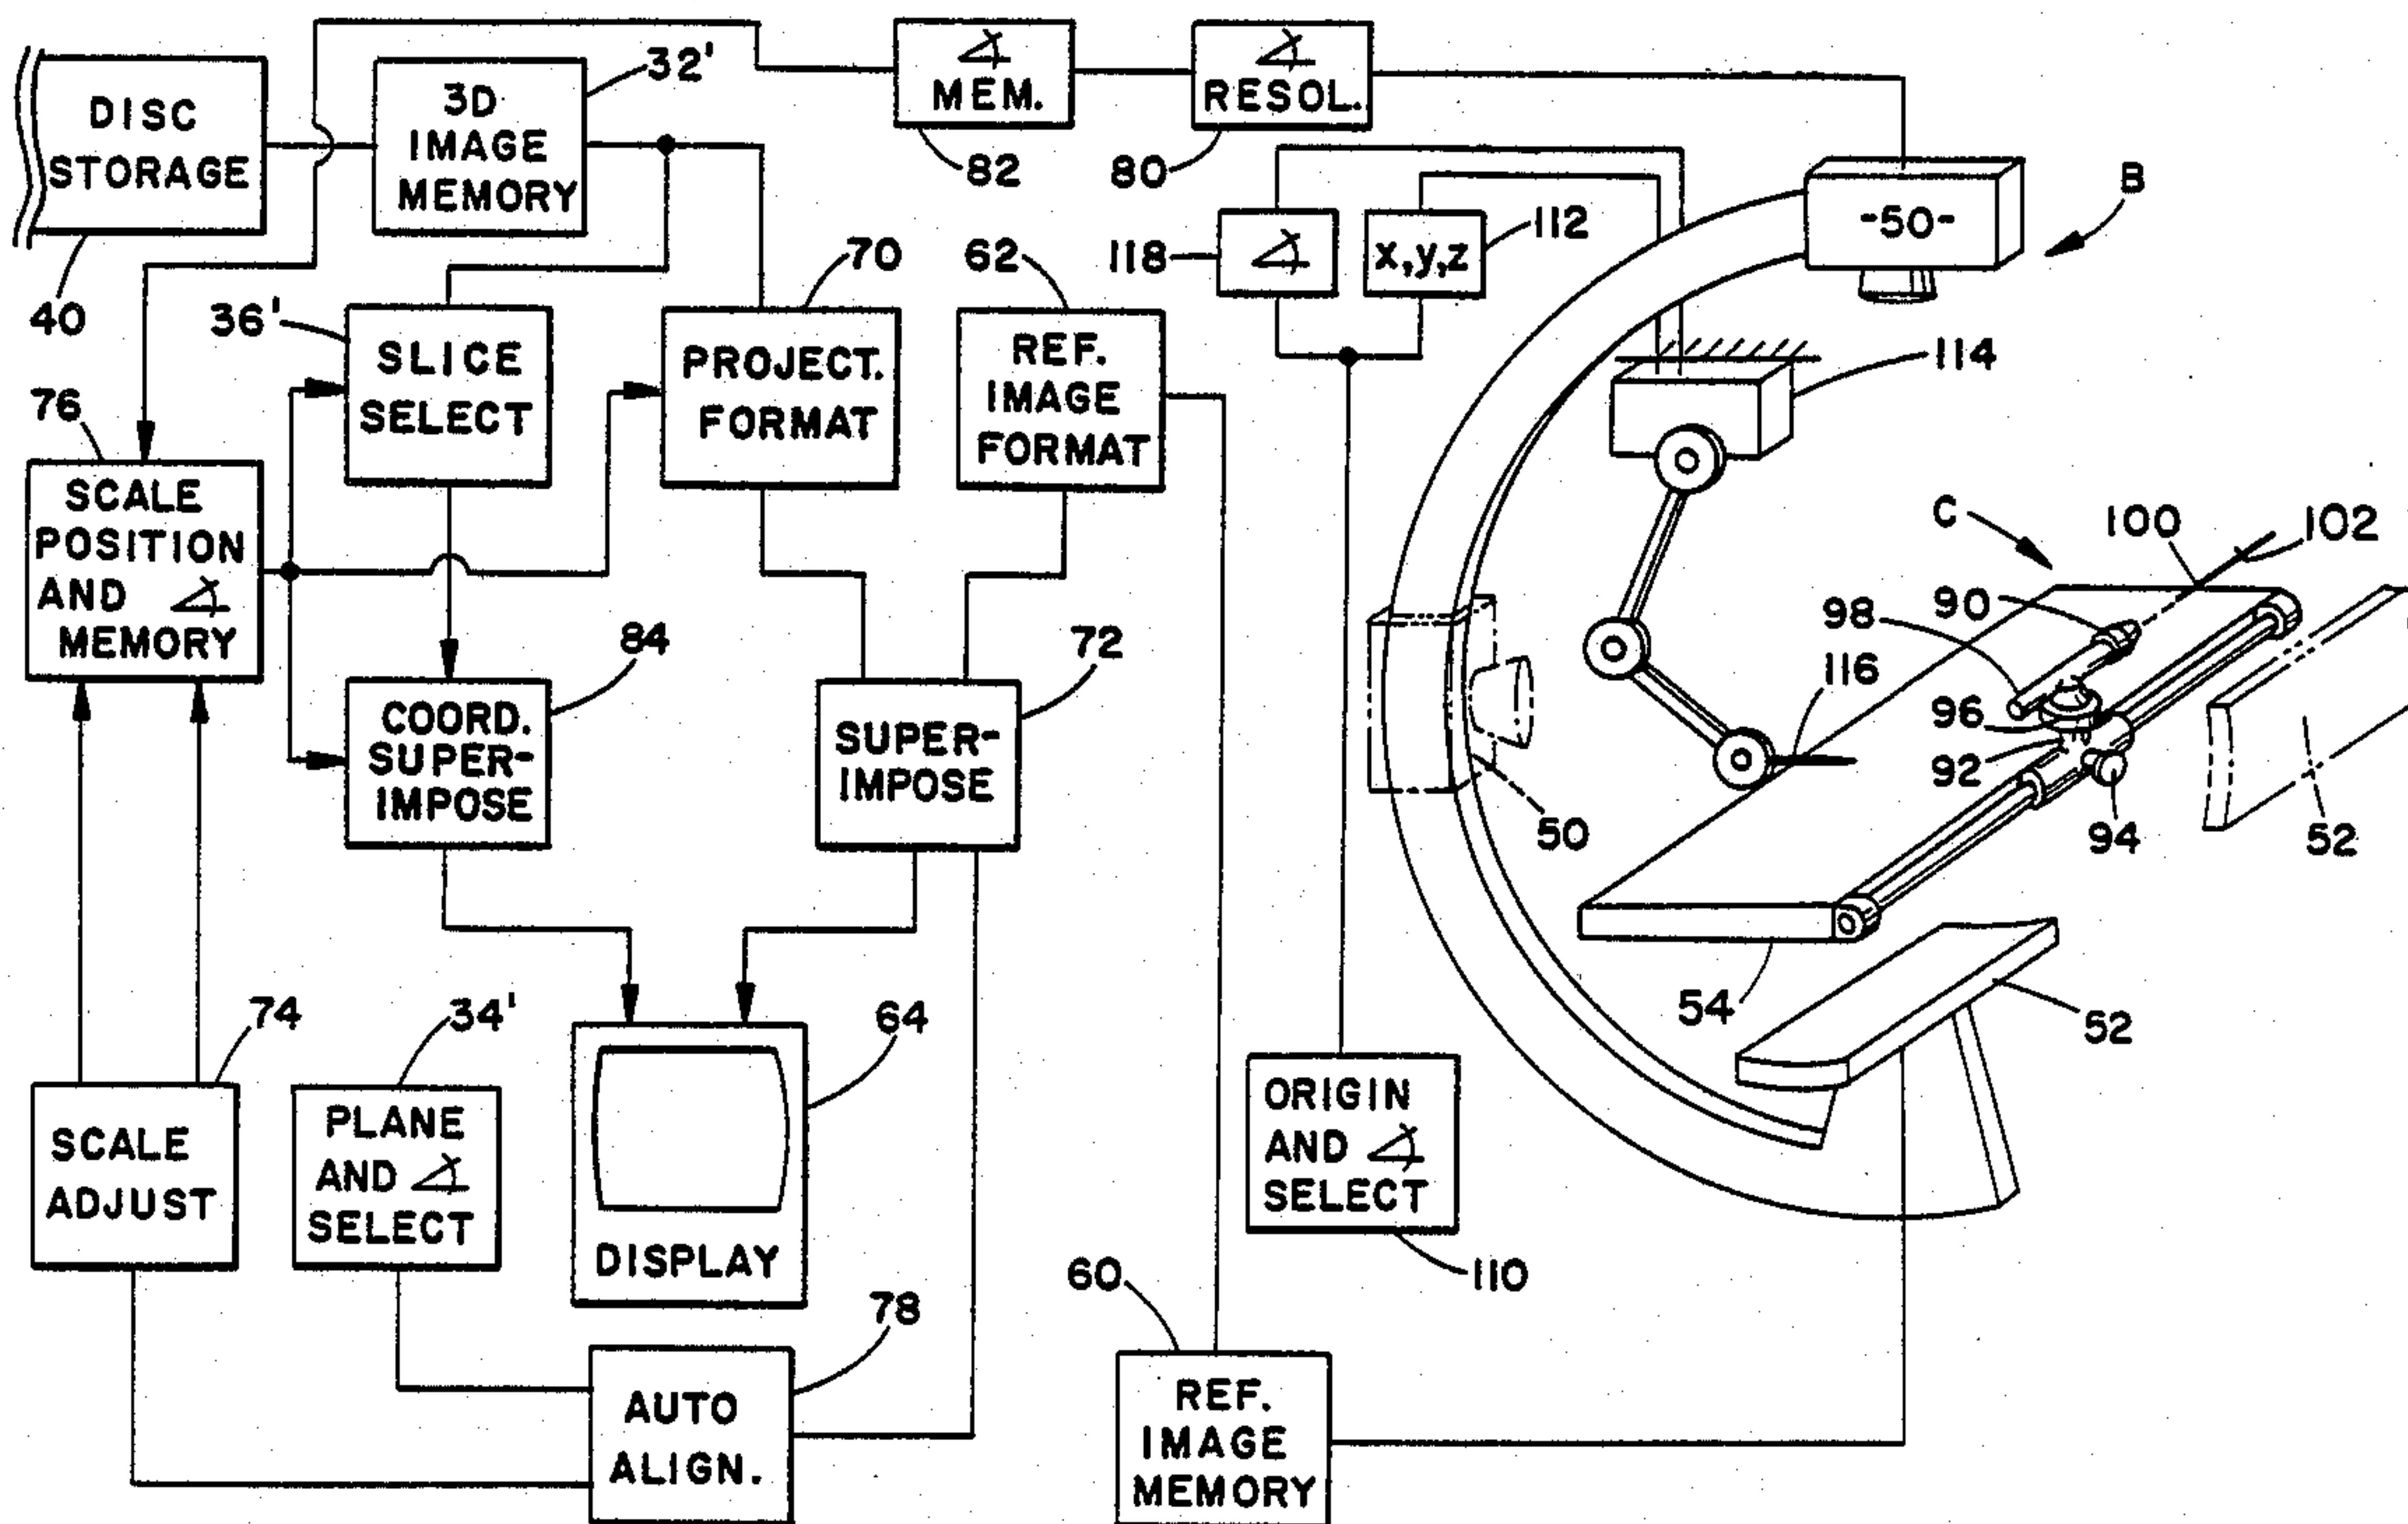 DISC
STORAGE
40
3D
IMAGE
MEMORY
32'
∡
MEM.
82
∡
RESOL.
80
118
∡
x,y,z
112
-50-
B
36'
SLICE
SELECT
70
PROJECT.
FORMAT
62
REF.
IMAGE
FORMAT
114
76
SCALE
POSITION
AND ∡
MEMORY
C
100
102
98
90
116
96
92
94
52
50
84
COORD.
SUPER-
IMPOSE
72
SUPER-
IMPOSE
54
52
74
SCALE
ADJUST
34'
PLANE
AND ∡
SELECT
64
DISPLAY
ORIGIN
AND ∡
SELECT
110
78
AUTO
ALIGN.
60
REF.
IMAGE
MEMORY